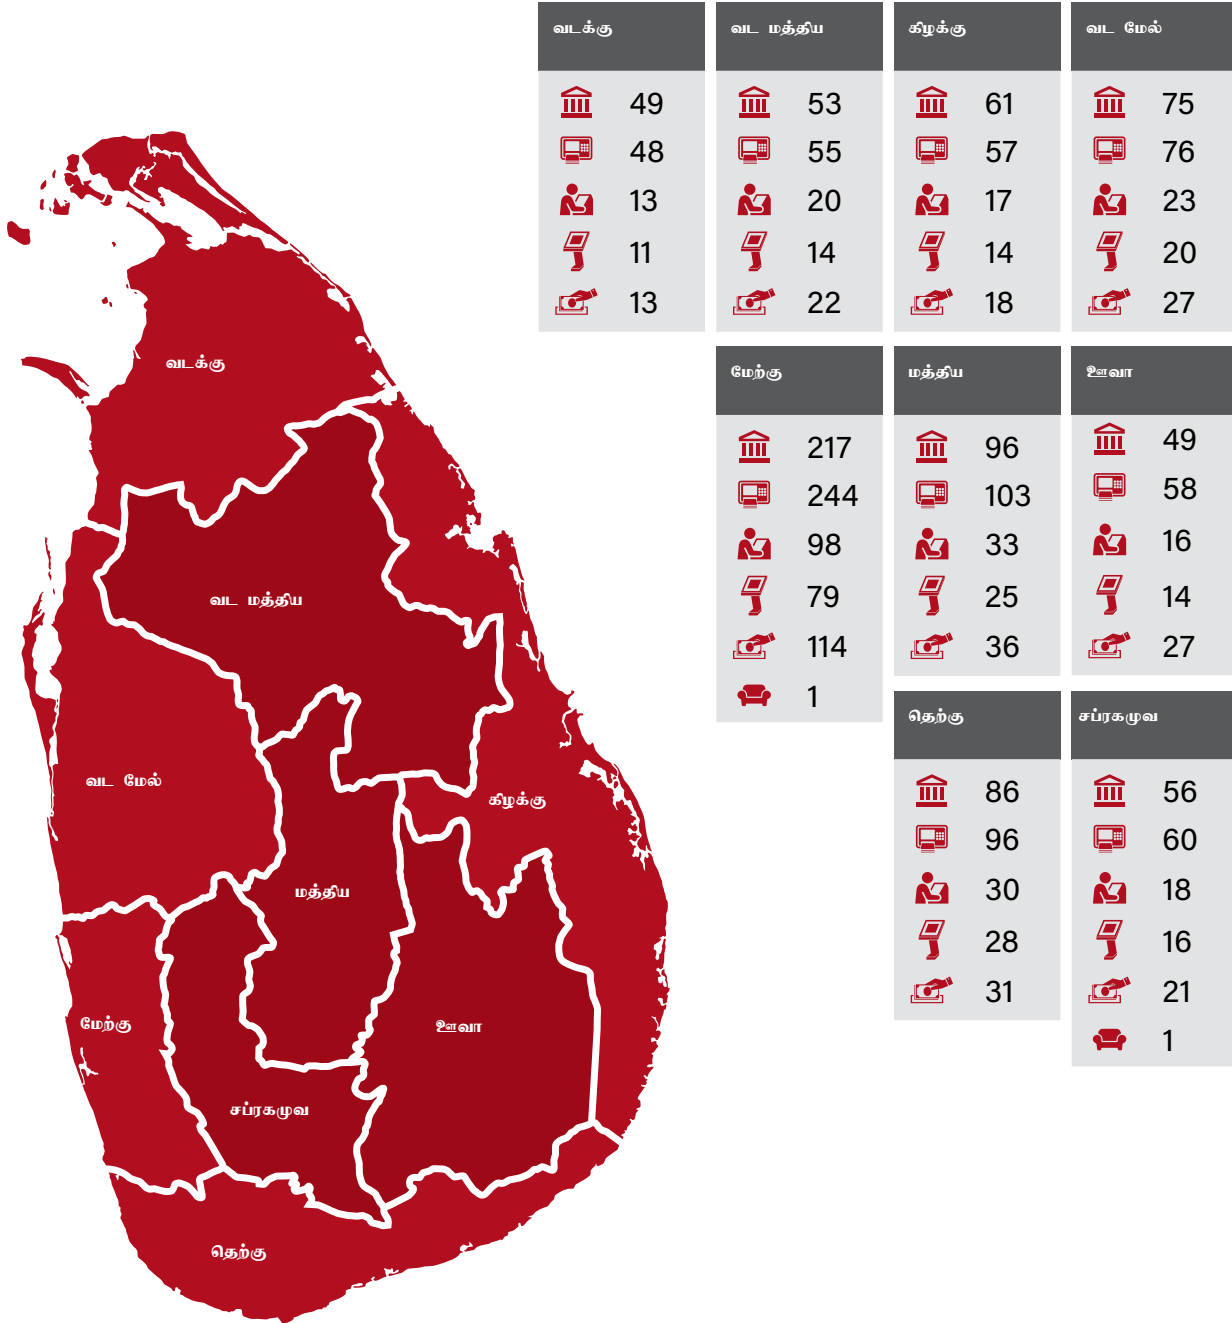 வடக்கு வட மத்திய கிழக்கு வட மேல்
49 53 61 75
48 55 57 76
13 20 17 23
11 14 14 20
13 22 18 27
மேற்கு மத்திய ஊவா
217 96 49
244 103 58
98 33 16
79 25 14
114 36 27
1
தெற்கு சப்ரகமுவ
86 56
96 60
30 18
28 16
31 21
1
வடக்கு
வட மத்திய
வட மேல்
கிழக்கு
மத்திய
மேற்கு
ஊவா
சப்ரகமுவ
தெற்கு